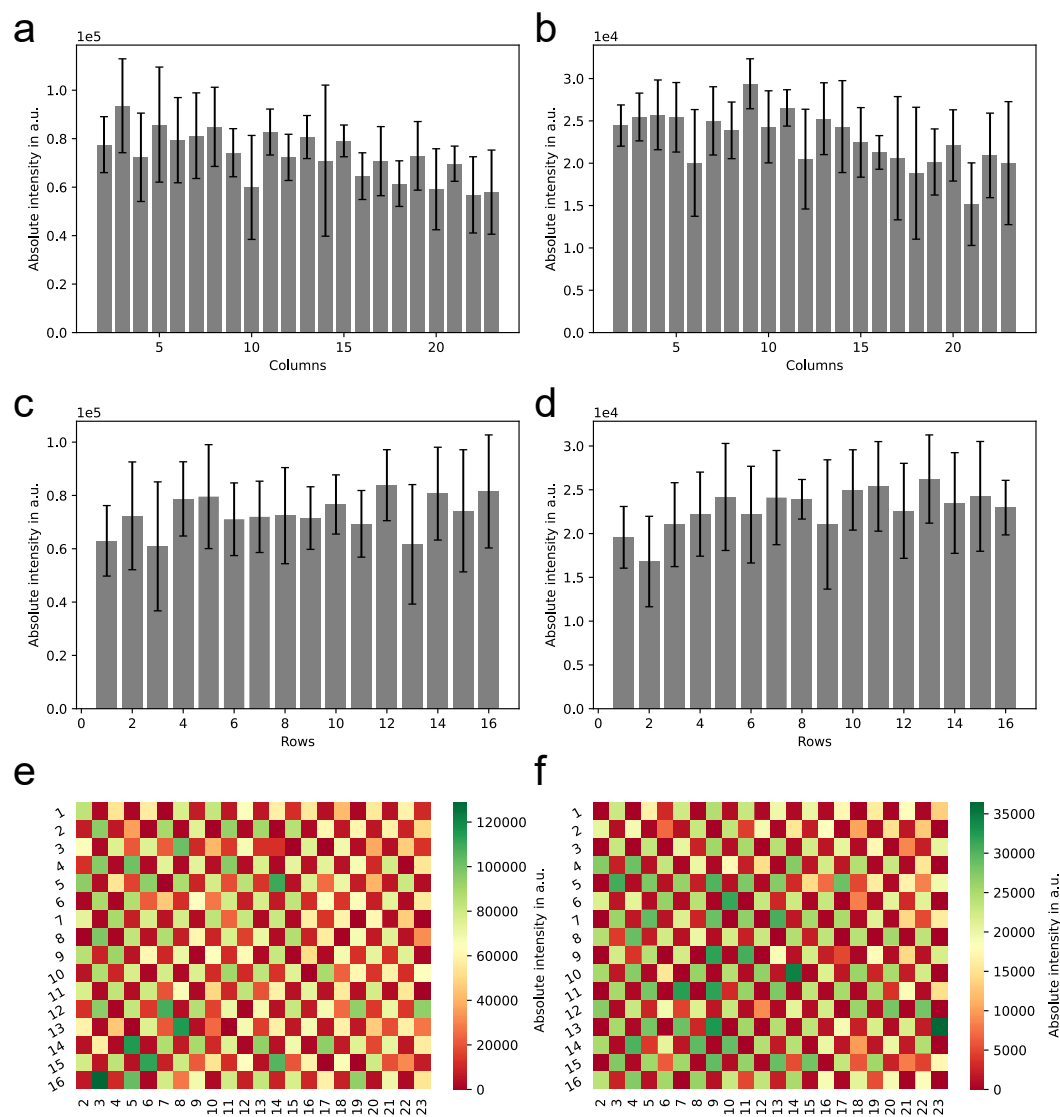 a
1e5
Absolute intensity in a.u.
1.0
0.8
0.6
0.4
0.2
0.0
5 10 15 20
Columns
b
1e4
Absolute intensity in a.u.
3.0
2.5
2.0
1.5
1.0
0.5
0.0
5 10 15 20
Columns
c
1e5
Absolute intensity in a.u.
1.0
0.8
0.6
0.4
0.2
0.0
0 2 4 6 8 10 12 14 16
Rows
d
1e4
Absolute intensity in a.u.
3.0
2.5
2.0
1.5
1.0
0.5
0.0
0 2 4 6 8 10 12 14 16
Rows
e
1
2
3
4
5
6
7
8
9
10
11
12
13
14
15
16
2 3 4 5 6 7 8 9 10 11 12 13 14 15 16 17 18 19 20 21 22 23
120000
100000
80000
60000
40000
20000
0
Absolute intensity in a.u.
f
1
2
3
4
5
6
7
8
9
10
11
12
13
14
15
16
2 3 4 5 6 7 8 9 10 11 12 13 14 15 16 17 18 19 20 21 22 23
35000
30000
25000
20000
15000
10000
5000
0
Absolute intensity in a.u.